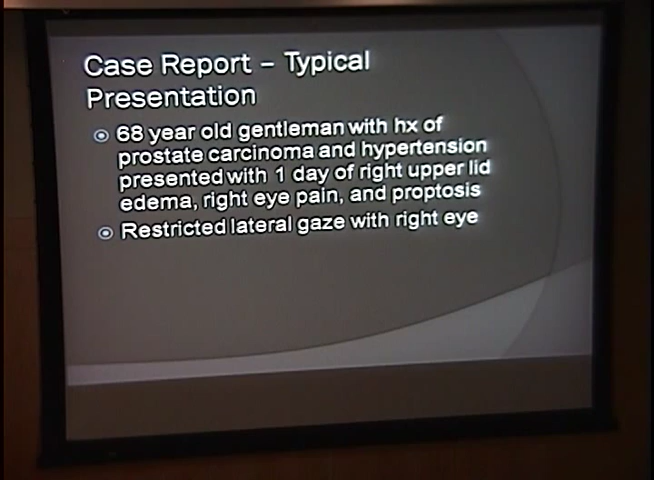 Case Report – Typical
Presentation
68 year old gentleman with hx of
prostate carcinoma and hypertension
presented with 1 day of right upper lid
edema, right eye pain, and proptosis
Restricted lateral gaze with right eye